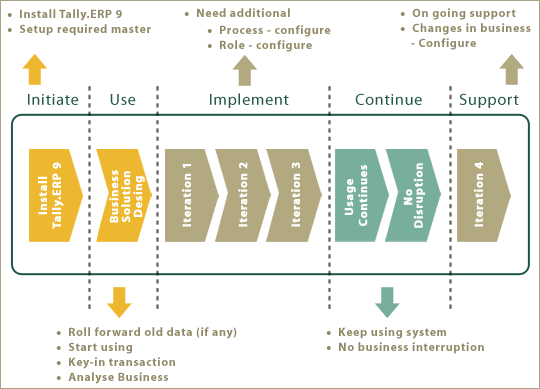 • Install Tally.ERP 9
• Setup required master
• Need additional
• Process - configure
• Role - configure
• On going support
• Changes in business
- Configure
Initiate
Use
Implement
Continue
Support
Install
Tally.ERP 9
Business
Solution
Desing
Iteration 1
Iteration 2
Iteration 3
Usage
Continues
No
Disruption
Iteration 4
• Roll forward old data (if any)
• Start using
• Key-in transaction
• Analyse Business
• Keep using system
• No business interruption